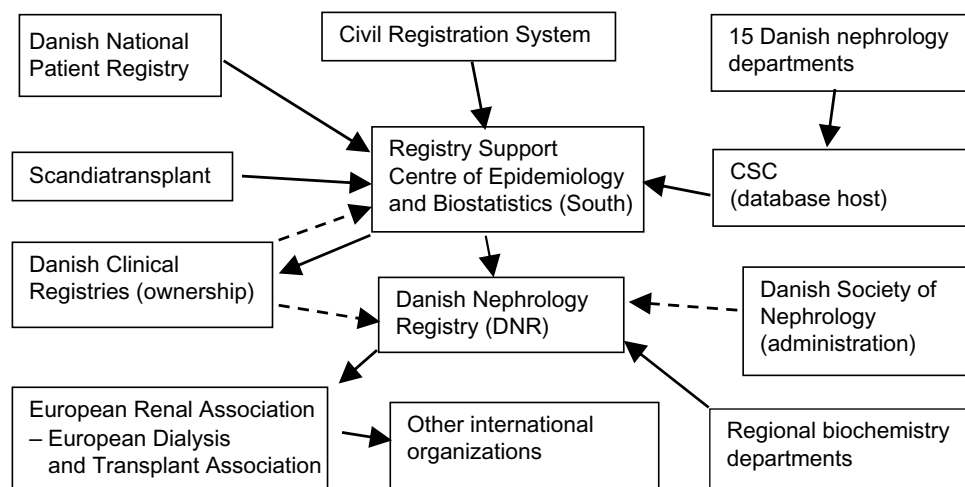 Danish National
Patient Registry
Civil Registration System
15 Danish nephrology
departments
Scandiatransplant
Registry Support
Centre of Epidemiology
and Biostatistics (South)
CSC
(database host)
Danish Clinical
Registries (ownership)
Danish Nephrology
Registry (DNR)
Danish Society of
Nephrology
(administration)
European Renal Association
– European Dialysis
and Transplant Association
Other international
organizations
Regional biochemistry
departments